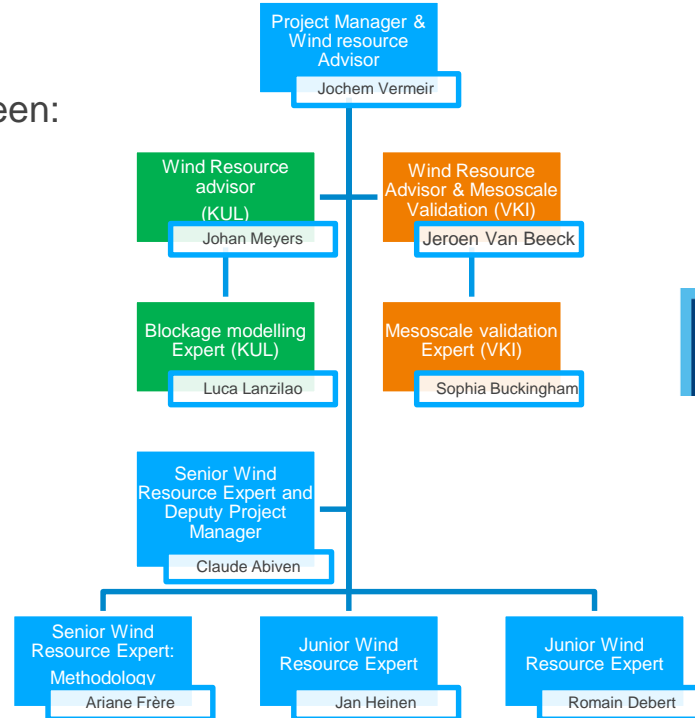 Project Manager &
Wind resource
Advisor
Jochem Vermeir
een:
Wind Resource
advisor
(KUL)
Johan Meyers
Wind Resource
Advisor & Mesoscale
Validation (VKI)
Jeroen Van Beeck
Blockage modelling
Expert (KUL)
Luca Lanzilao
Mesoscale validation
Expert (VKI)
Sophia Buckingham
Senior Wind
Resource Expert and
Deputy Project
Manager
Claude Abiven
Senior Wind
Resource Expert:
Methodology
Ariane Frère
Junior Wind
Resource Expert
Jan Heinen
Junior Wind
Resource Expert
Romain Debert